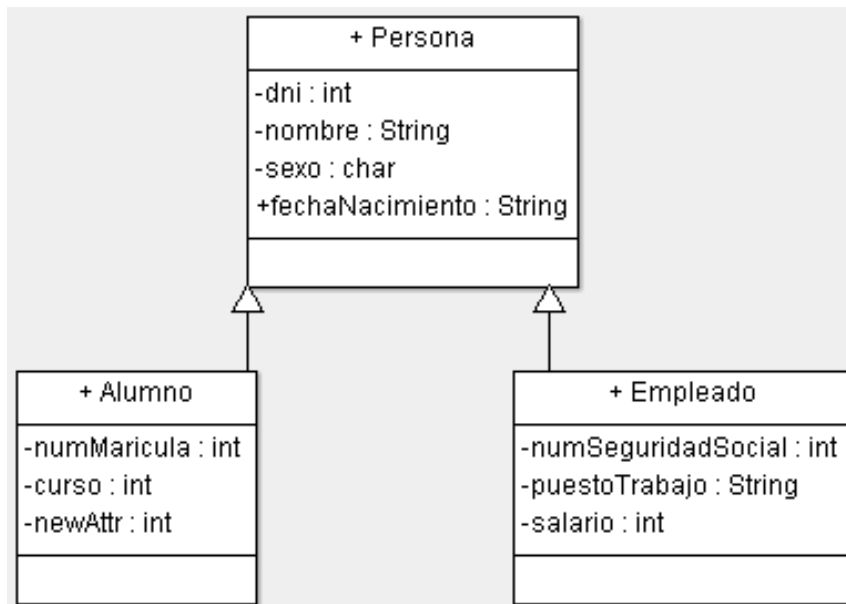 + Persona
-dni : int
-nombre : String
-sexo : char
+fechaNacimiento : String
+ Alumno
-numMaricula : int
-curso : int
-newAttr : int
+ Empleado
-numSeguridadSocial : int
-puestoTrabajo : String
-salario : int